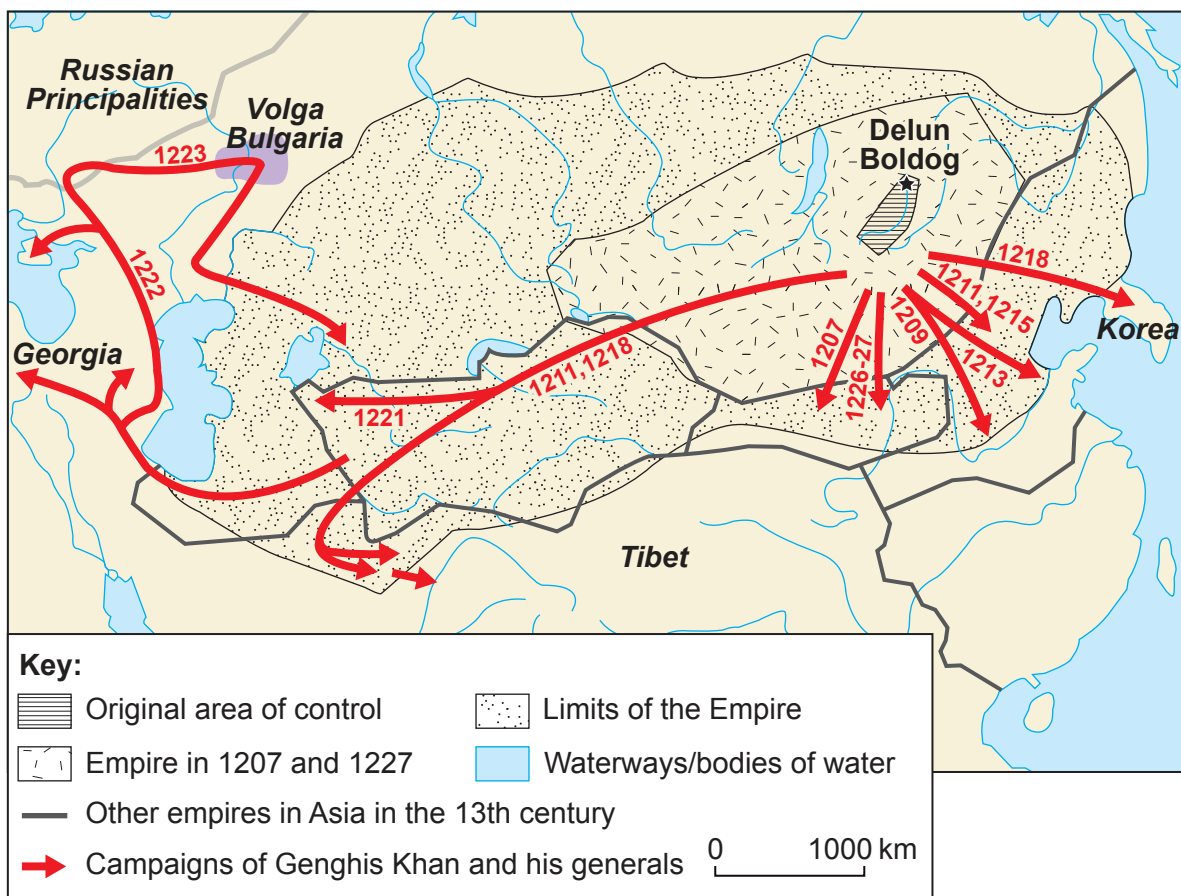 Russian
Principalities
Volga
Bulgaria
1223
Delun
Boldog
1222
1218
1211, 1215
Korea
Georgia
1207
1226-27
1209
1213
1211, 1218
1221
Tibet
Key:
Original area of control
Limits of the Empire
Empire in 1207 and 1227
Waterways/bodies of water
Other empires in Asia in the 13th century
Campaigns of Genghis Khan and his generals
0 1000 km